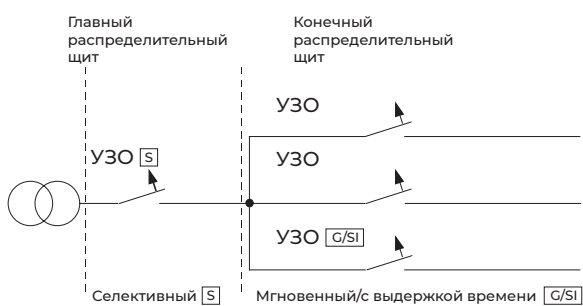 Главный
распределительный
щит
Конечный
распределительный
щит
УЗО
УЗО S
УЗО
УЗО G/SI
Селективный S
Мгновенный/с выдержкой времени G/SI